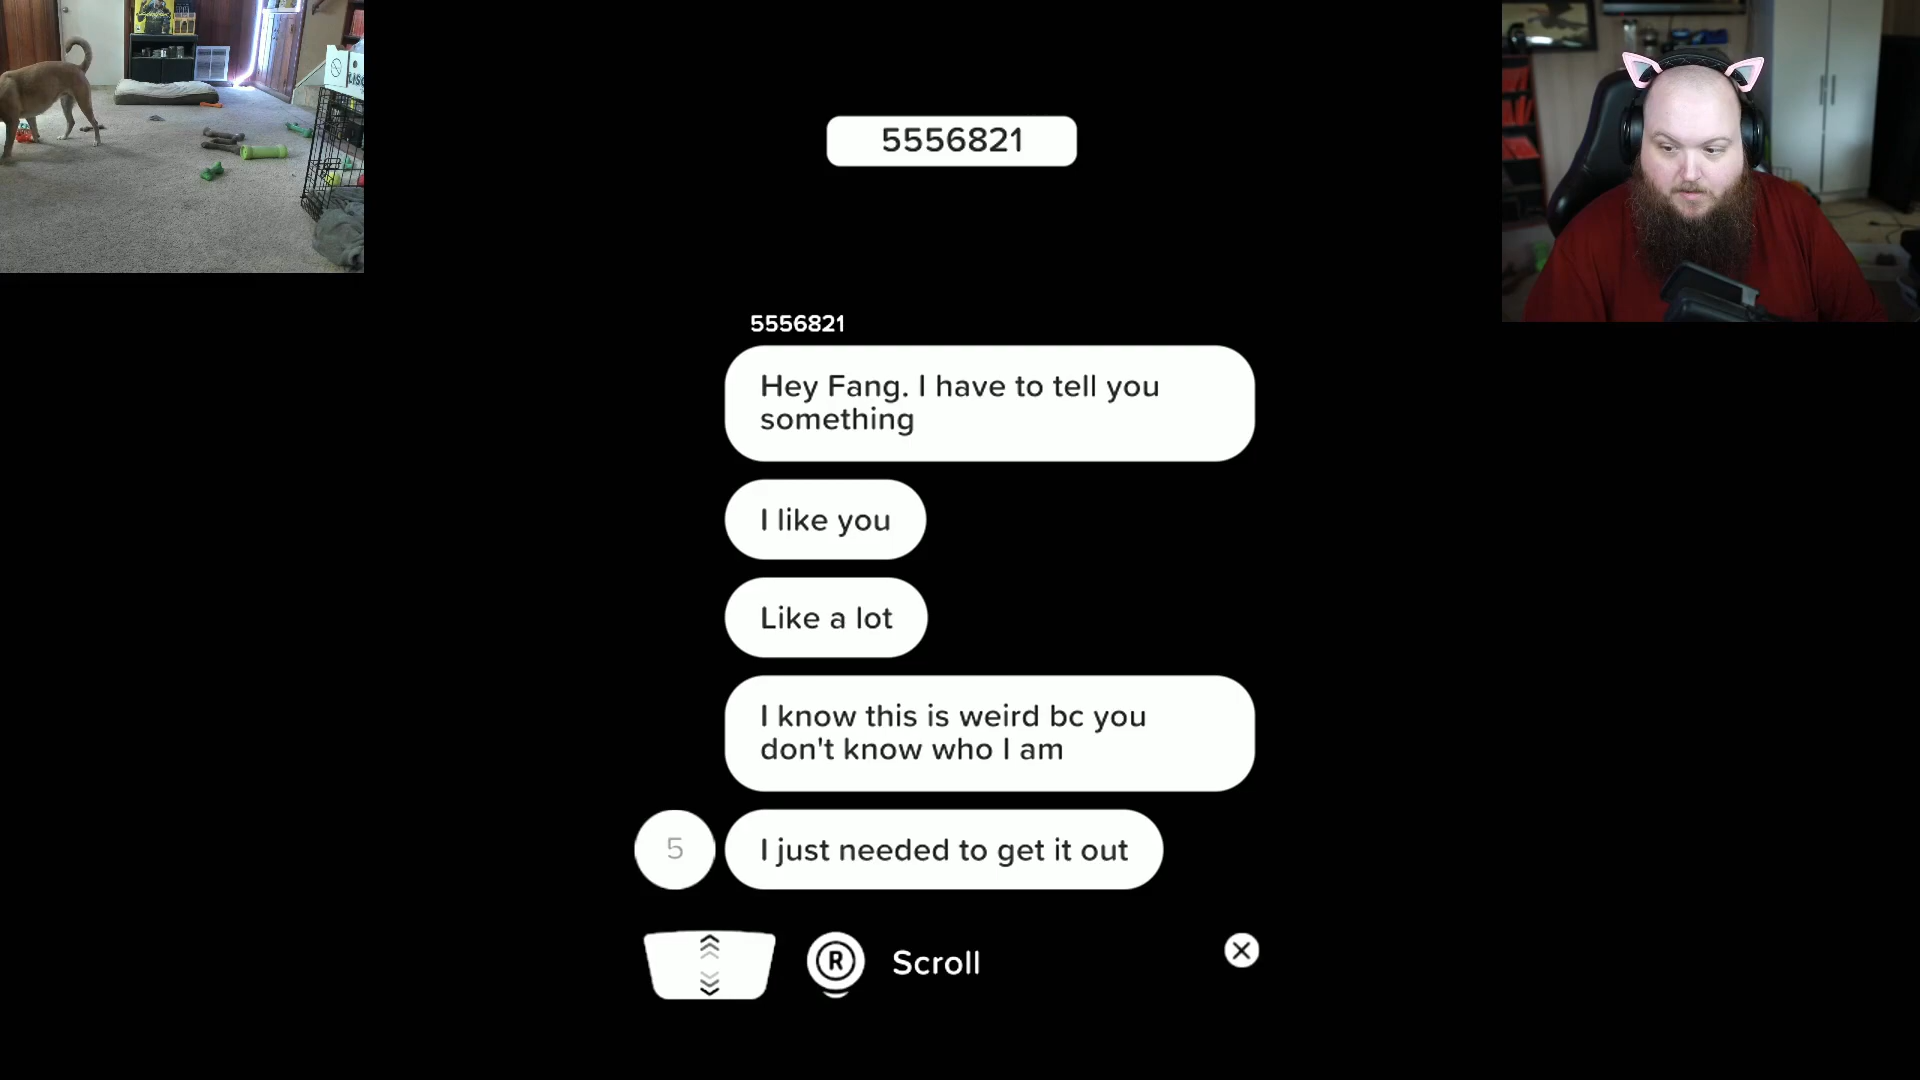 5556821
5556821
Hey Fang. I have to tell you
something
I like you
Like a lot
I know this is weird bc you
don't know who I am
5
I just needed to get it out
R
Scroll